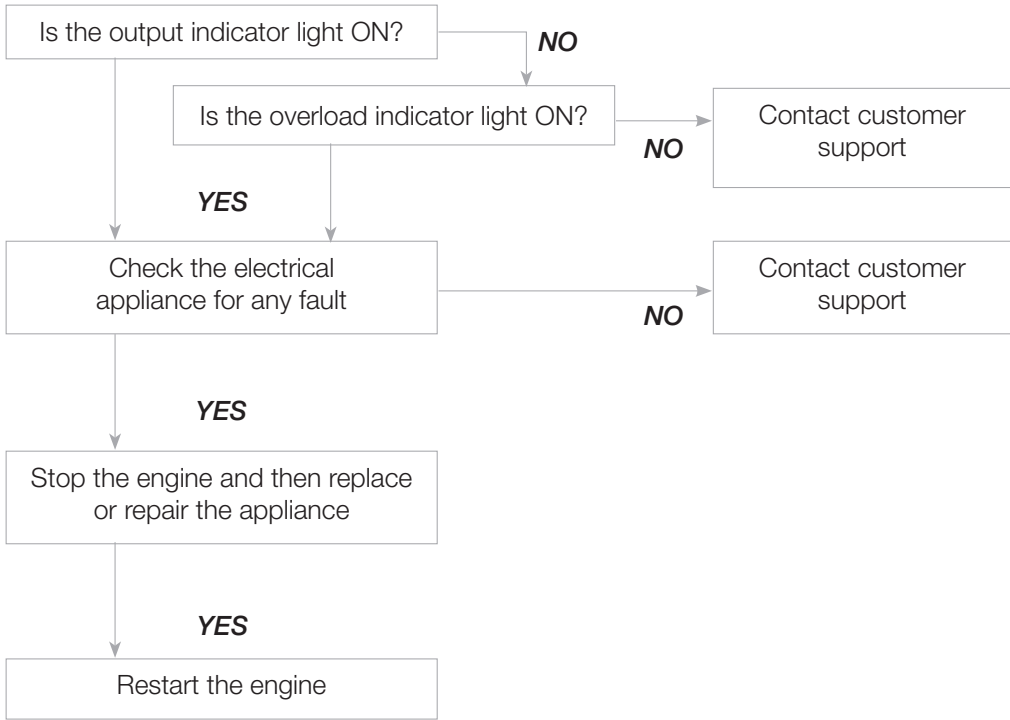 Is the output indicator light ON?
NO
Is the overload indicator light ON?
NO
Contact customer
support
YES
Check the electrical
appliance for any fault
NO
Contact customer
support
YES
Stop the engine and then replace
or repair the appliance
YES
Restart the engine